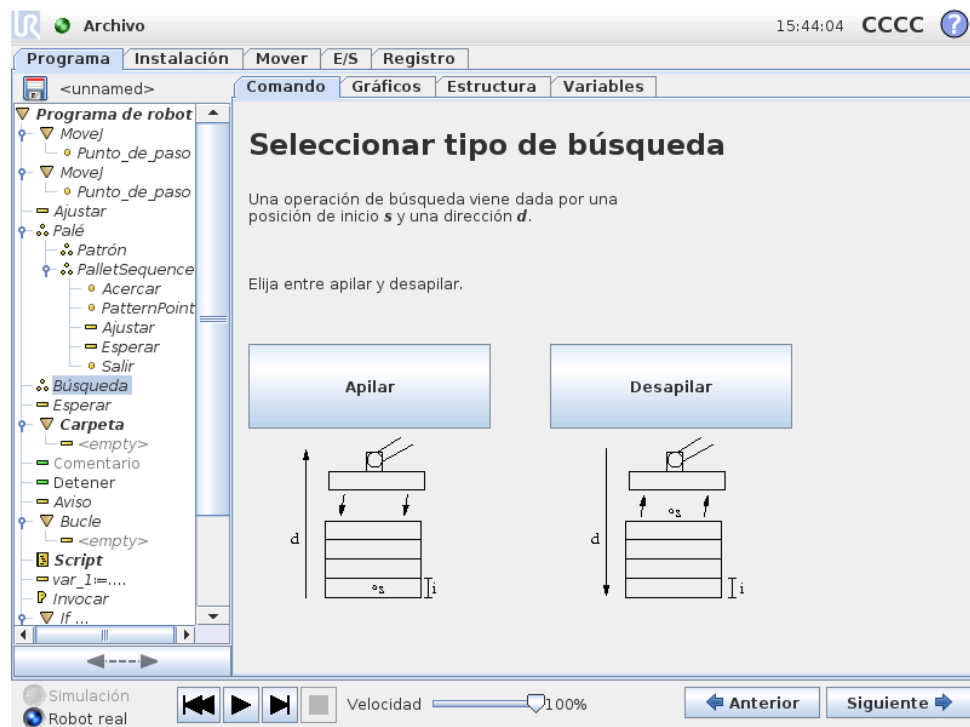 UR Archivo 15:44:04 CCCC ?
Programa Instalación Mover E/S Registro
<unnamed>
Comando Gráficos Estructura Variables
Programa de robot
MoveJ
Punto_de_paso
MoveJ
Punto_de_paso
Ajustar
Palé
Patrón
PalletSequence
Acercar
PatternPoint
Ajustar
Esperar
Salir
Búsqueda
Esperar
Carpeta
<empty>
Comentario
Detener
Aviso
Bucle
<empty>
Script
var_1:=....
Invocar
If ...
Seleccionar tipo de búsqueda
Una operación de búsqueda viene dada por una
posición de inicio s y una dirección d.
Elija entre apilar y desapilar.
Apilar Desapilar
d s i
d s i
Simulación
Robot real
Velocidad 100%
Anterior Siguiente